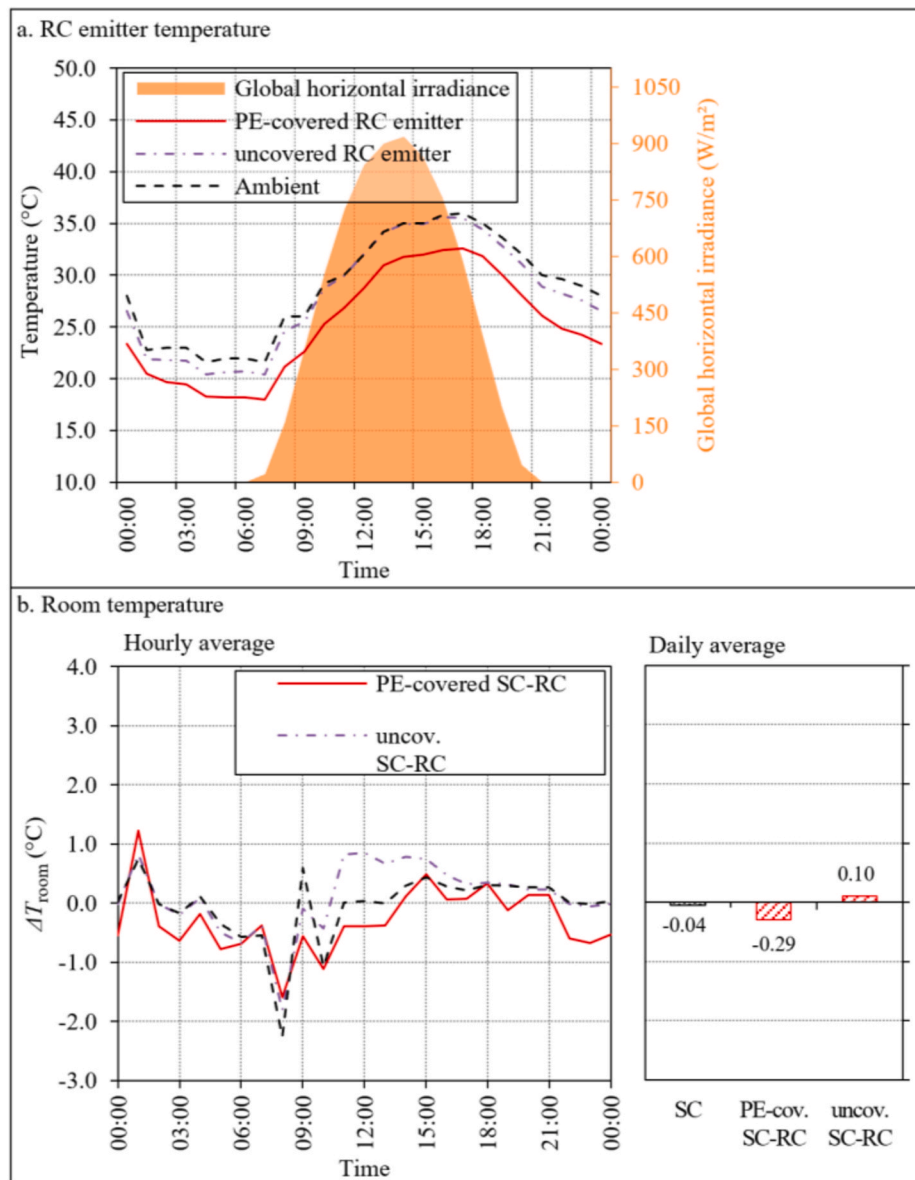 a. RC emitter temperature
50.0
45.0
40.0
35.0
30.0
25.0
20.0
15.0
10.0
Temperature (°C)
Global horizontal irradiance
PE-covered RC emitter
uncovered RC emitter
Ambient
1050
900
750
600
450
300
150
0
Global horizontal irradiance (W/m²)
00:00
03:00
06:00
09:00
12:00
15:00
18:00
21:00
00:00
Time
b. Room temperature
Hourly average
4.0
3.0
2.0
1.0
0.0
-1.0
-2.0
-3.0
ΔTroom (°C)
PE-covered SC-RC
uncov.
SC-RC
00:00
03:00
06:00
09:00
12:00
15:00
18:00
21:00
00:00
Time
Daily average
-0.04
-0.29
0.10
SC
PE-cov.
SC-RC
uncov.
SC-RC